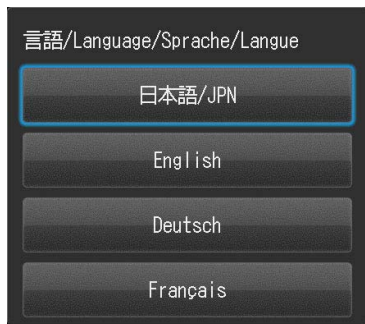 言語/Language/Sprache/Langue
日本語/JPN
English
Deutsch
Français